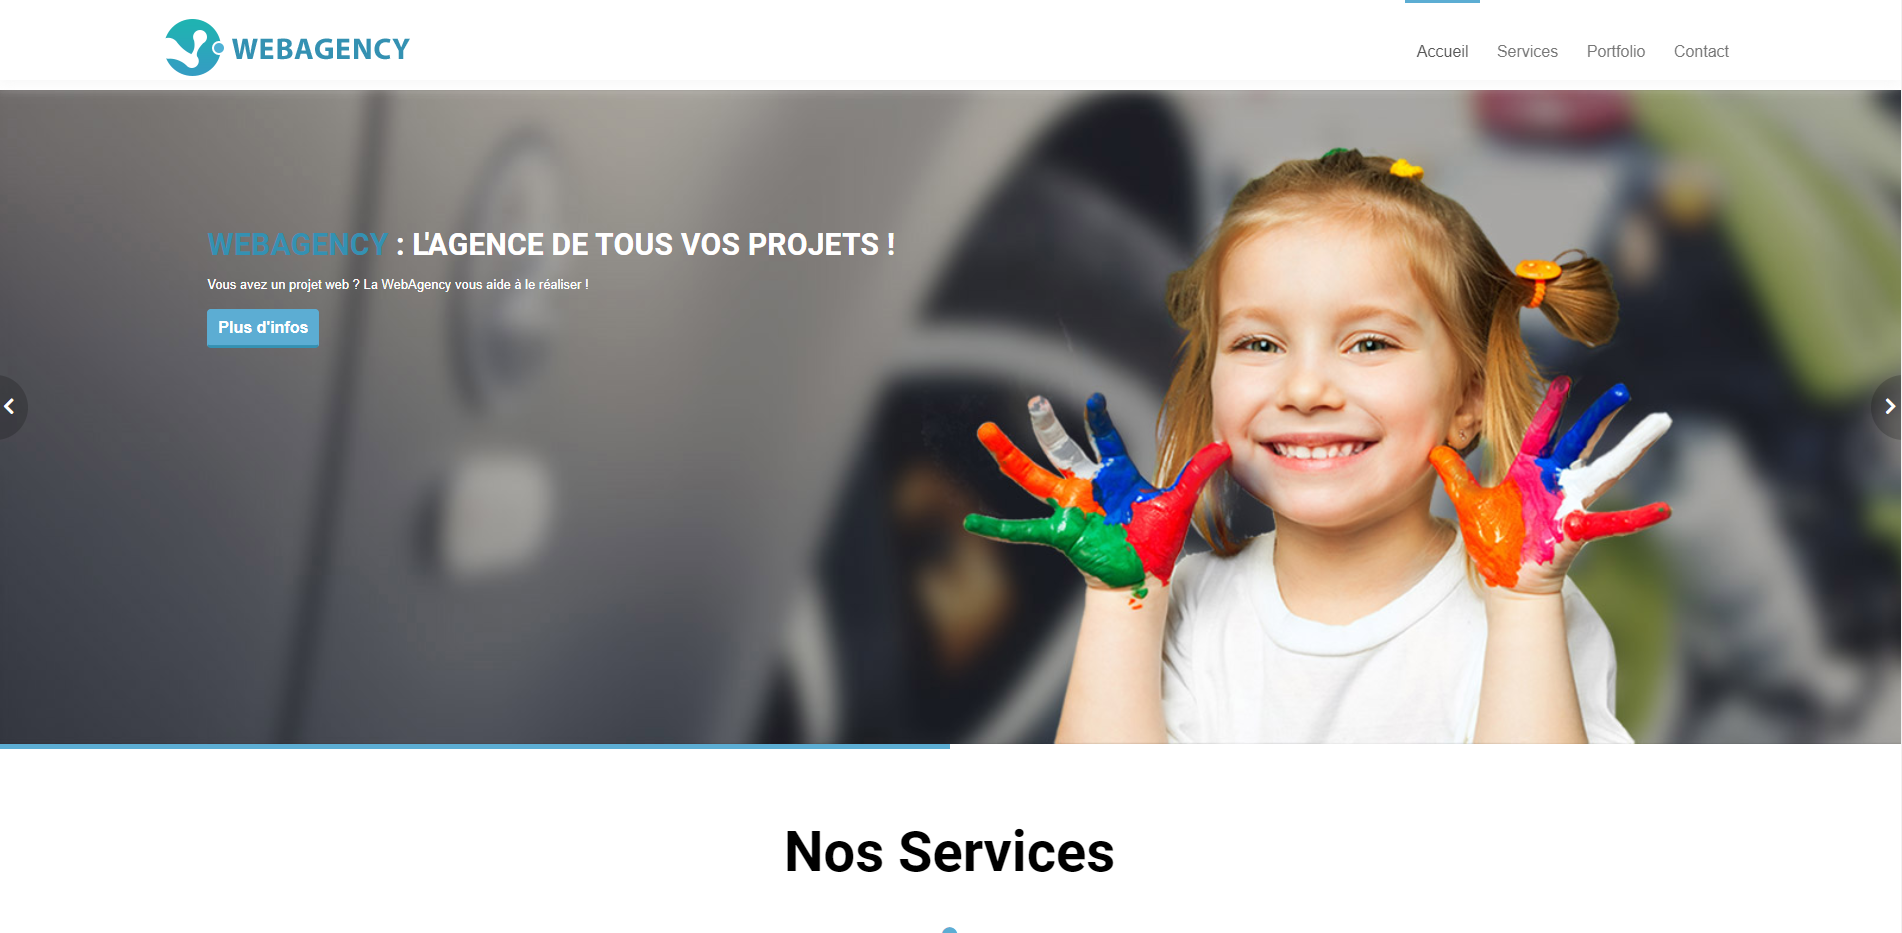 WEBAGENCY
Accueil
Services
Portfolio
Contact
WEBAGENCY : L'AGENCE DE TOUS VOS PROJETS !
Vous avez un projet web ? La WebAgency vous aide à le réaliser !
Plus d'infos
Nos Services